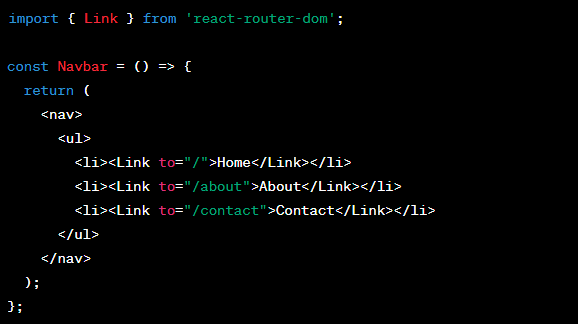 import { Link } from 'react-router-dom';

const Navbar = () => {
  return (
    <nav>
      <ul>
        <li><Link to="/">Home</Link></li>
        <li><Link to="/about">About</Link></li>
        <li><Link to="/contact">Contact</Link></li>
      </ul>
    </nav>
  );
};